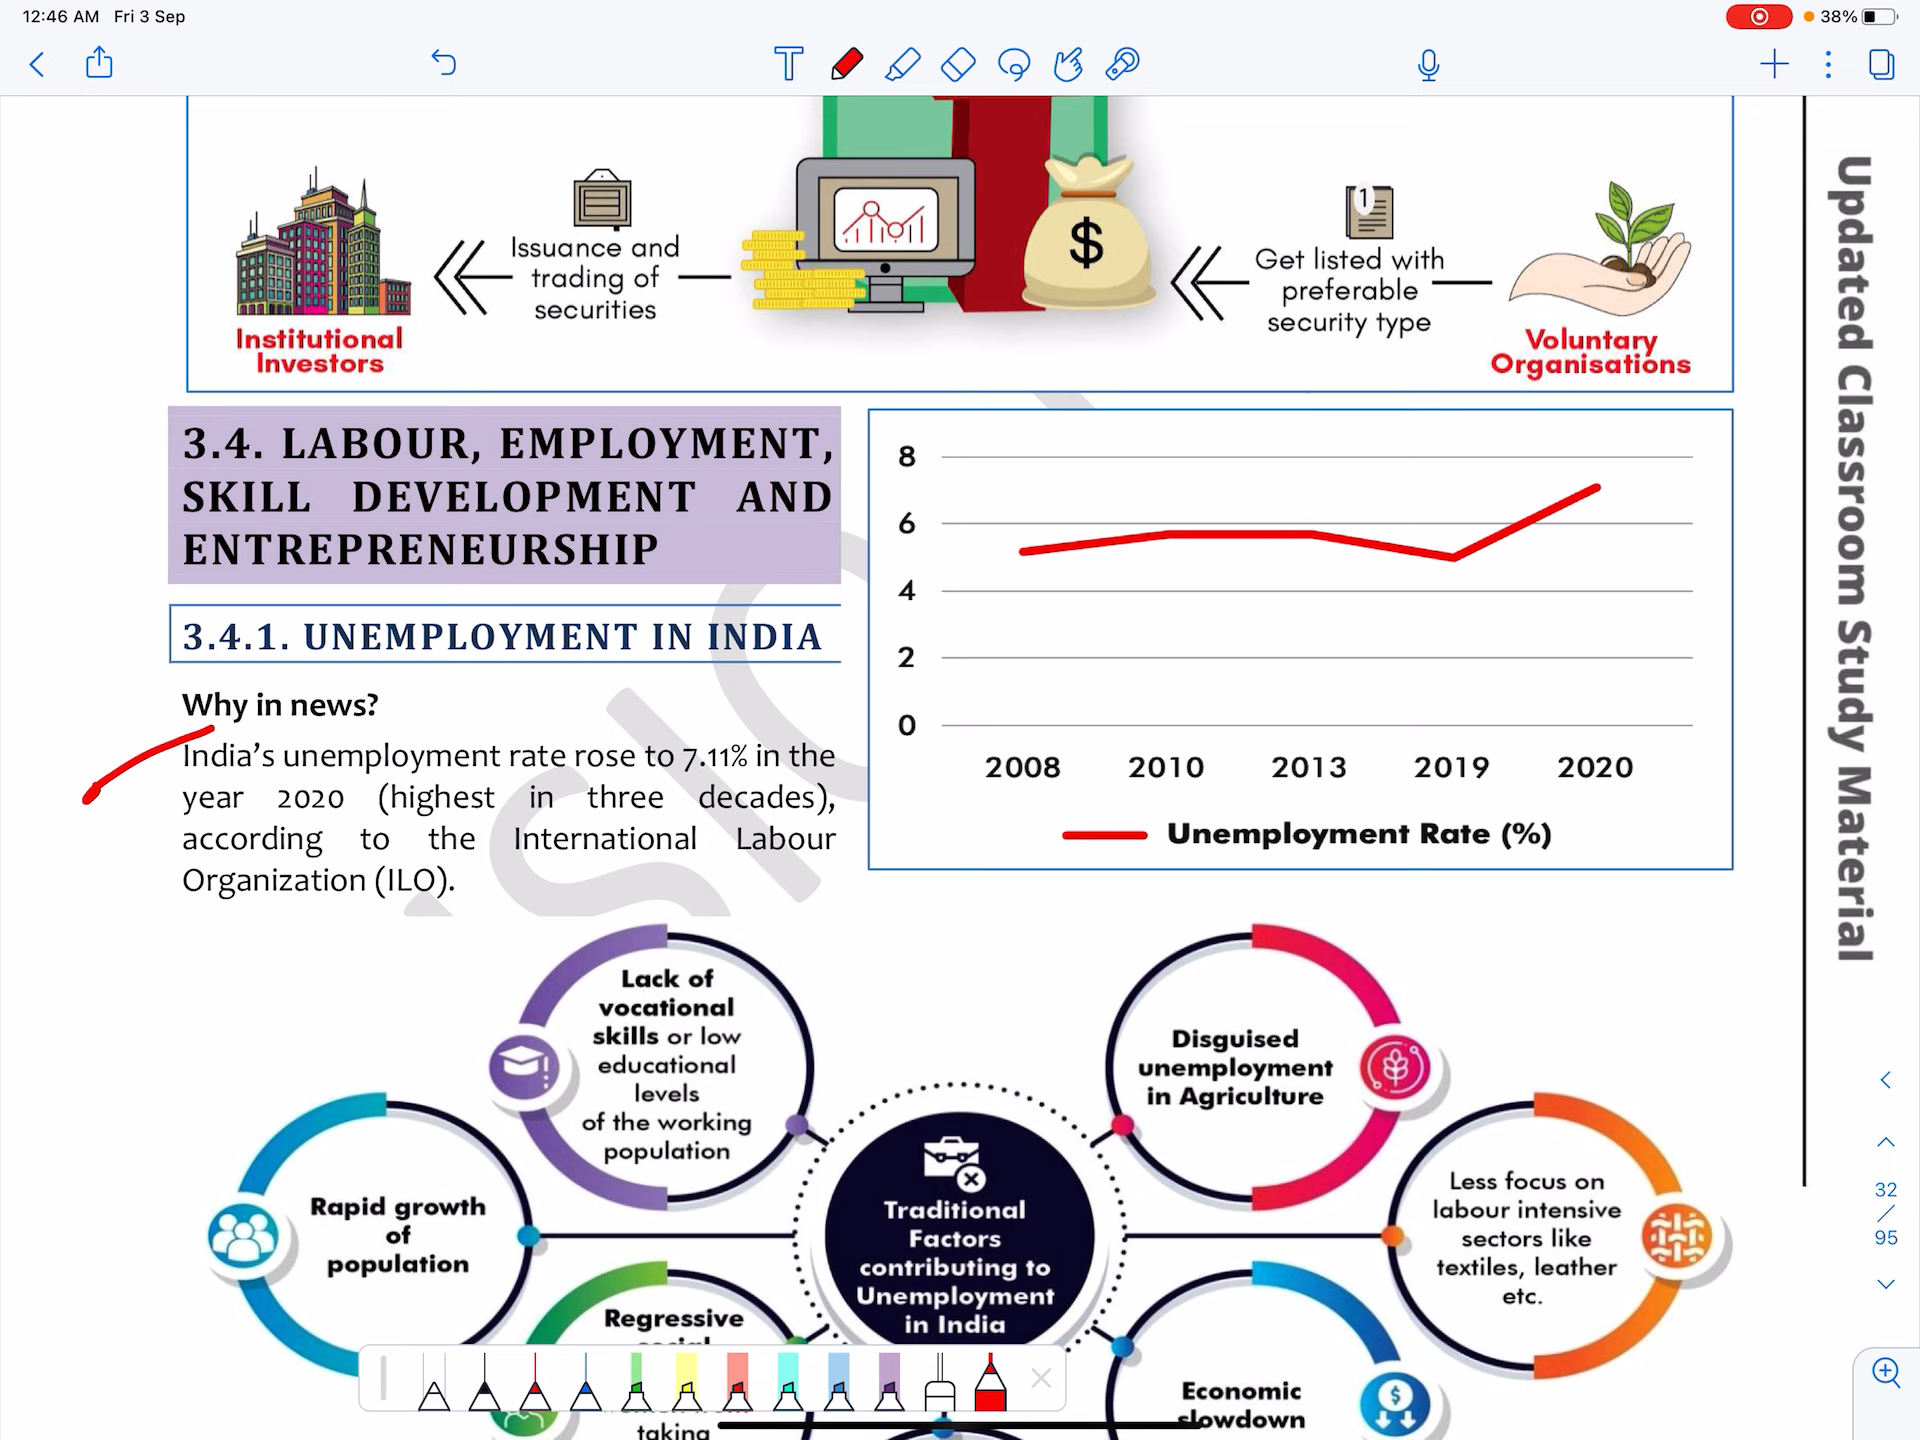 12:46 AM Fri 3 Sep
38%
T
1
$
Issuance and
trading of
securities
Get listed with
preferable
security type
Institutional
Investors
Voluntary
Organisations
3.4. LABOUR, EMPLOYMENT,
SKILL DEVELOPMENT AND
ENTREPRENEURSHIP
3.4.1. UNEMPLOYMENT IN INDIA
Why in news?
India's unemployment rate rose to 7.11% in the
year 2020 (highest in three decades),
according to the International Labour
Organization (ILO).
8
6
4
2
0
2008 2010 2013 2019 2020
Unemployment Rate (%)
Updated Classroom Study Material
Lack of
vocational
skills or low
educational
levels
of the working
population
Disguised
unemployment
in Agriculture
Rapid growth
of
population
Traditional
Factors
contributing to
Unemployment
in India
Less focus on
labour intensive
sectors like
textiles, leather
etc.
Regressive
taking
Economic
slowdown
$
32
/
95